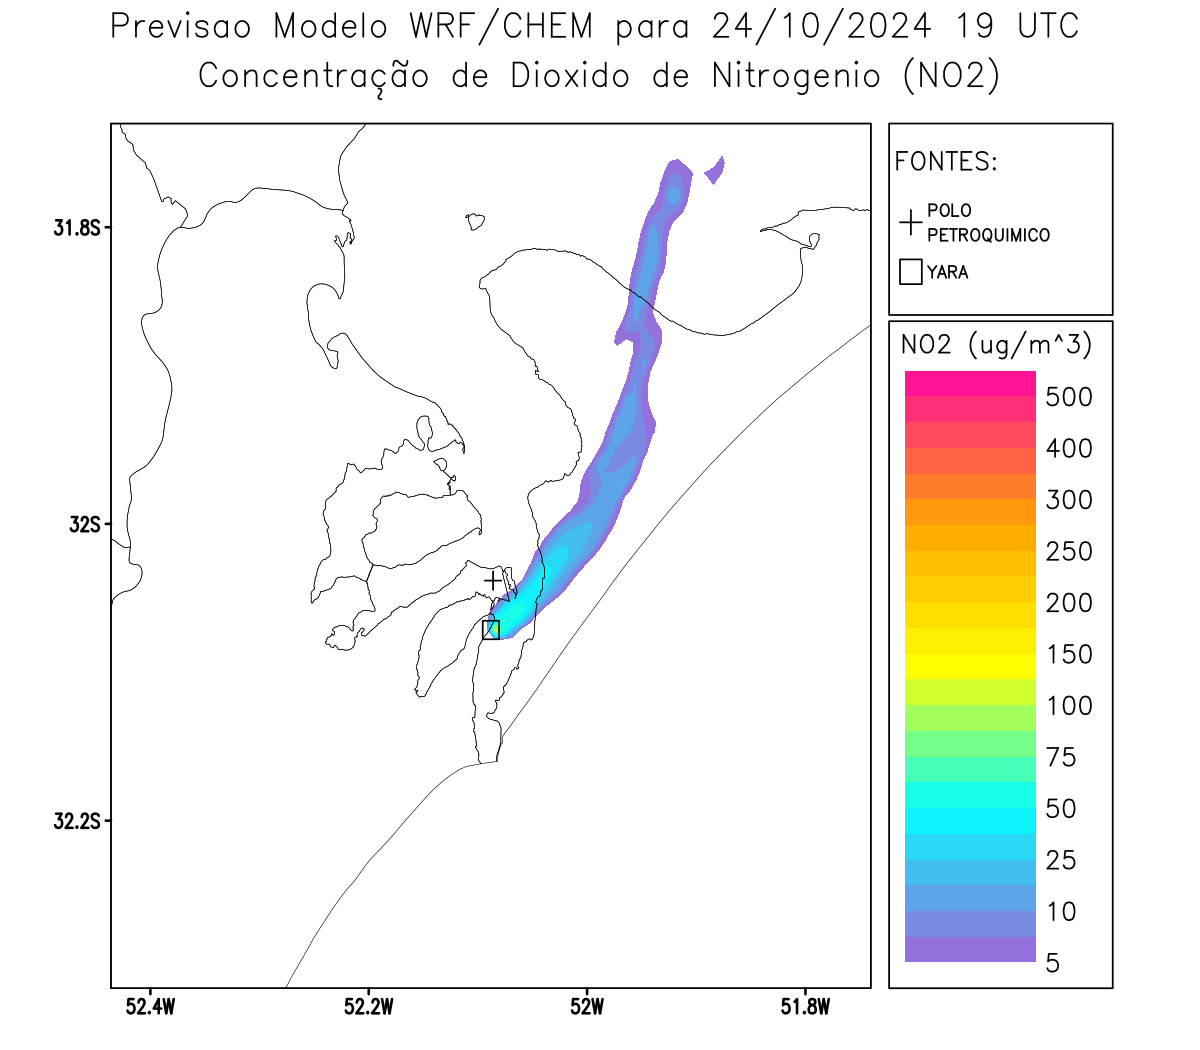 Previsao Modelo WRF/CHEM para 24/10/2024 19 UTC
Concentração de Dioxido de Nitrogenio (NO2)
FONTES:
POLO
PETROQUIMICO
YARA
NO2 (ug/m^3)
500
400
300
250
200
150
100
75
50
25
10
5
31.8S
32S
32.2S
52.4W
52.2W
52W
51.8W